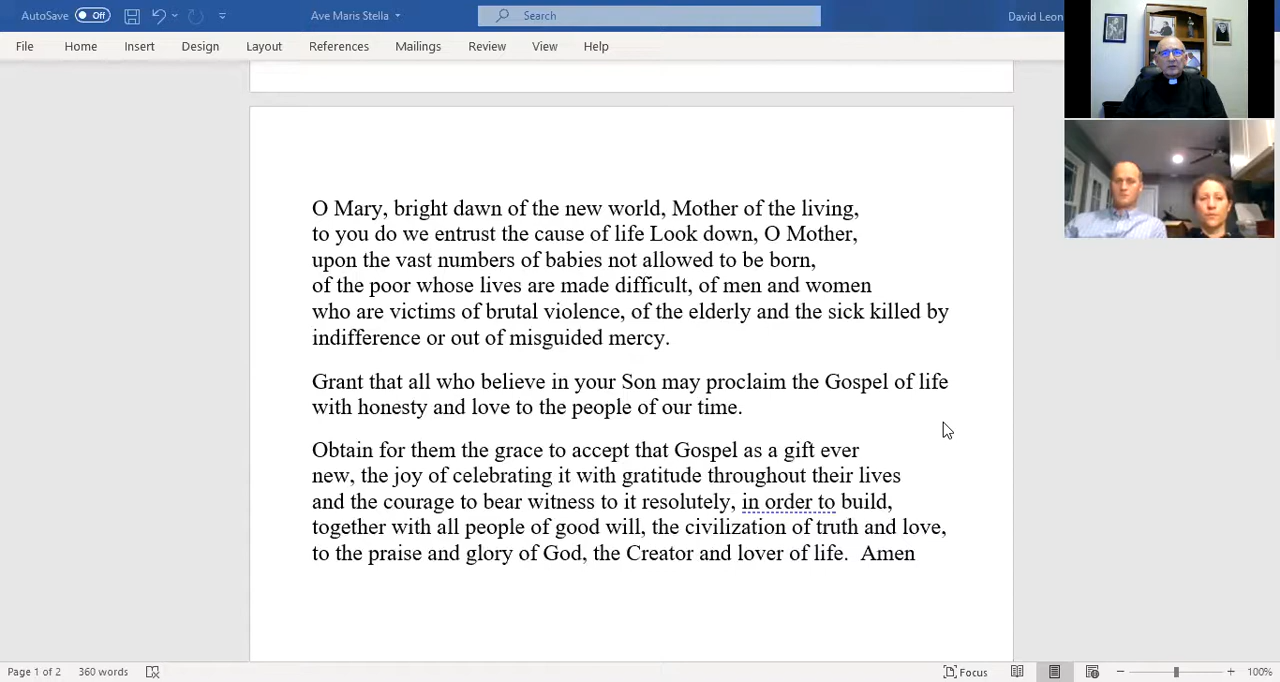 AutoSave Off Ave Maris Stella Search David Leon
File Home Insert Design Layout References Mailings Review View Help
O Mary, bright dawn of the new world, Mother of the living,
to you do we entrust the cause of life Look down, O Mother,
upon the vast numbers of babies not allowed to be born,
of the poor whose lives are made difficult, of men and women
who are victims of brutal violence, of the elderly and the sick killed by
indifference or out of misguided mercy.
Grant that all who believe in your Son may proclaim the Gospel of life
with honesty and love to the people of our time.
Obtain for them the grace to accept that Gospel as a gift ever
new, the joy of celebrating it with gratitude throughout their lives
and the courage to bear witness to it resolutely, in order to build,
together with all people of good will, the civilization of truth and love,
to the praise and glory of God, the Creator and lover of life. Amen
Page 1 of 2 360 words Focus 100%